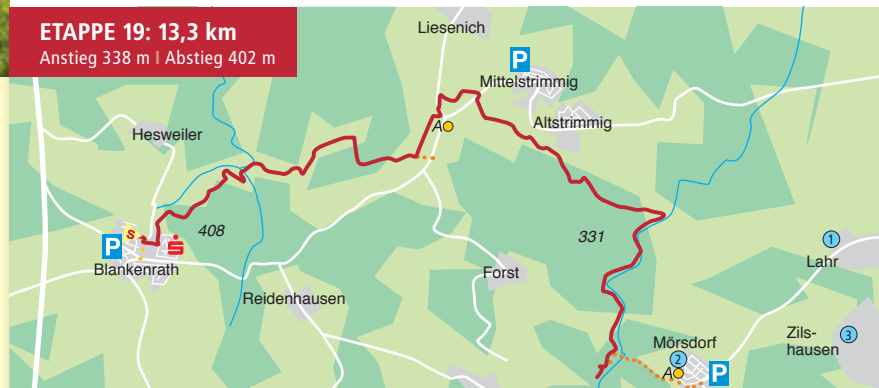 ETAPPE 19: 13,3 km
Anstieg 338 m | Abstieg 402 m
Liesenich
P
Mittelstrimmig
A
Altstrimmig
Hesweiler
408
S
P
S
Blankenrath
331
1
Lahr
Forst
Reidenhausen
Zils-
hausen
3
Mörsdorf
2
A
P